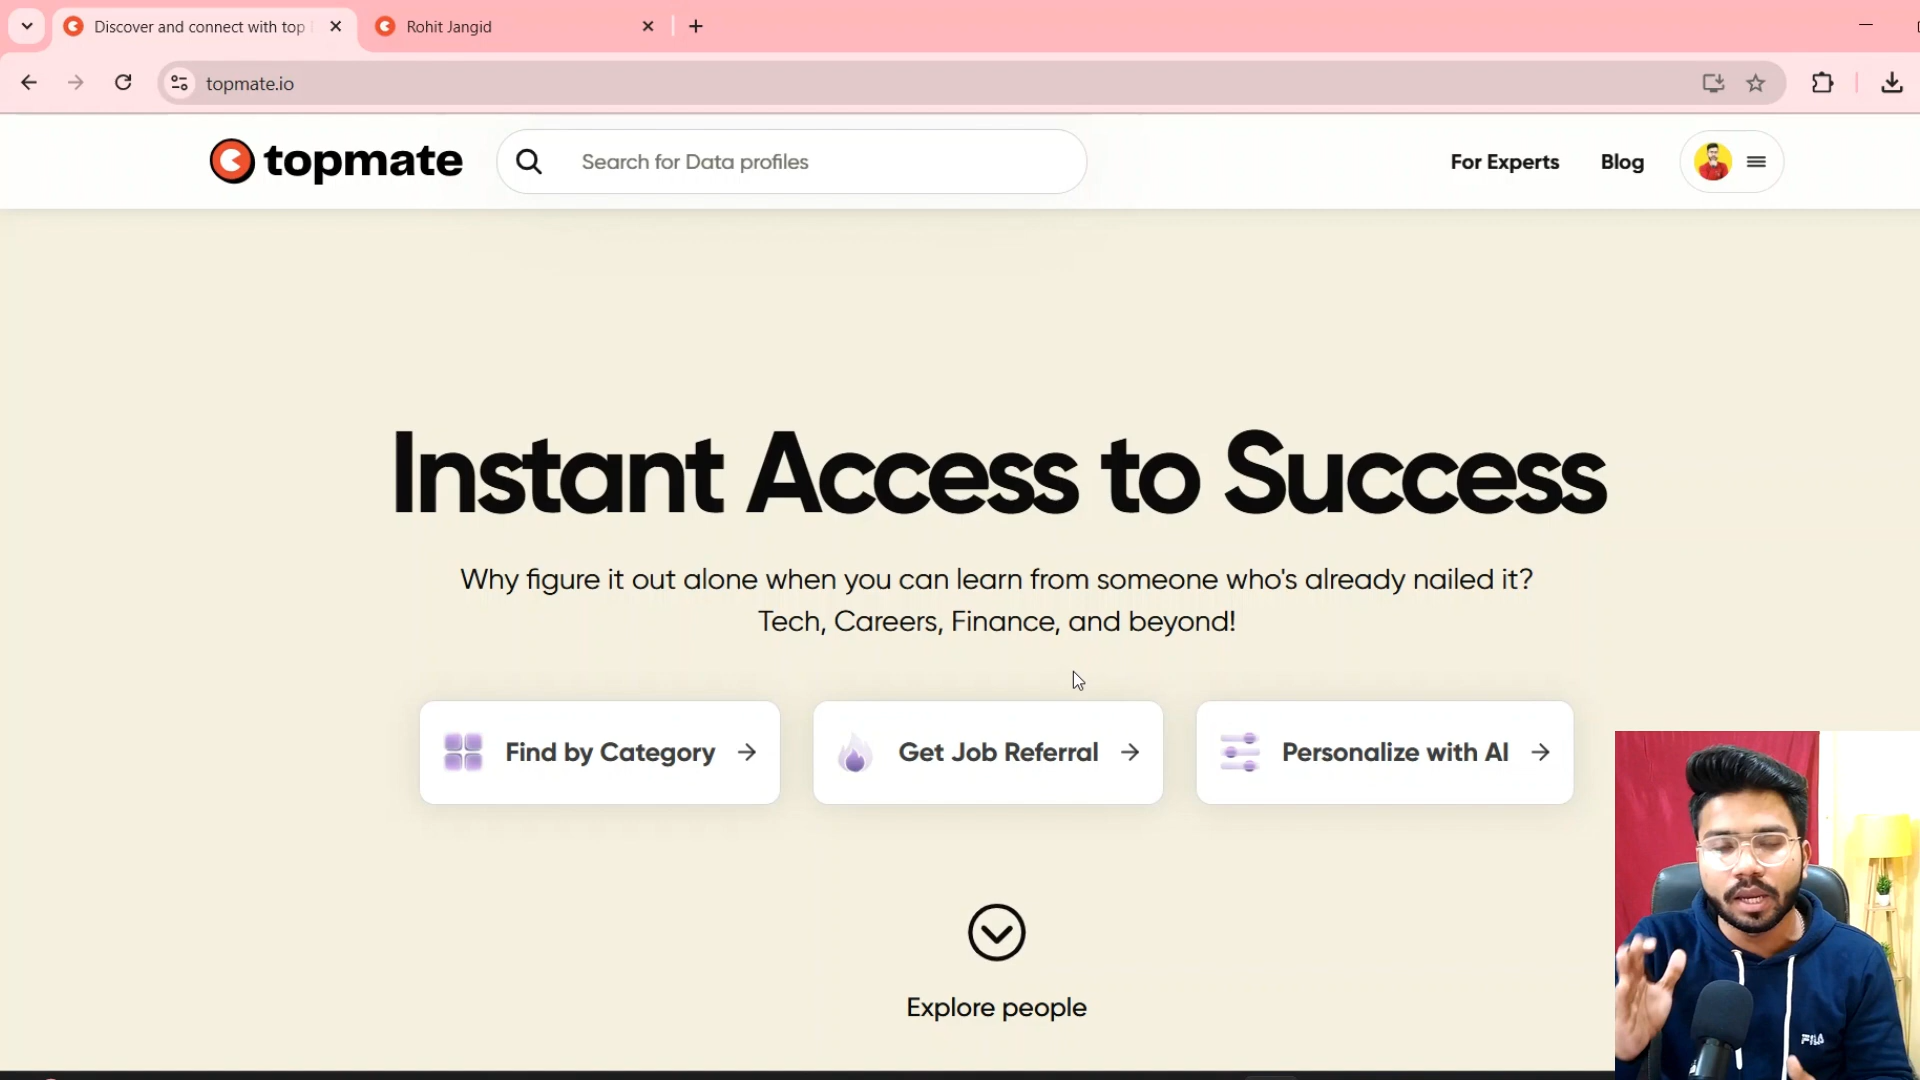 Discover and connect with top
Rohit Jangid
topmate.io
topmate
Search for Data profiles
For Experts
Blog
Instant Access to Success
Why figure it out alone when you can learn from someone who's already nailed it?
Tech, Careers, Finance, and beyond!
Find by Category
Get Job Referral
Personalize with AI
Explore people
FILA